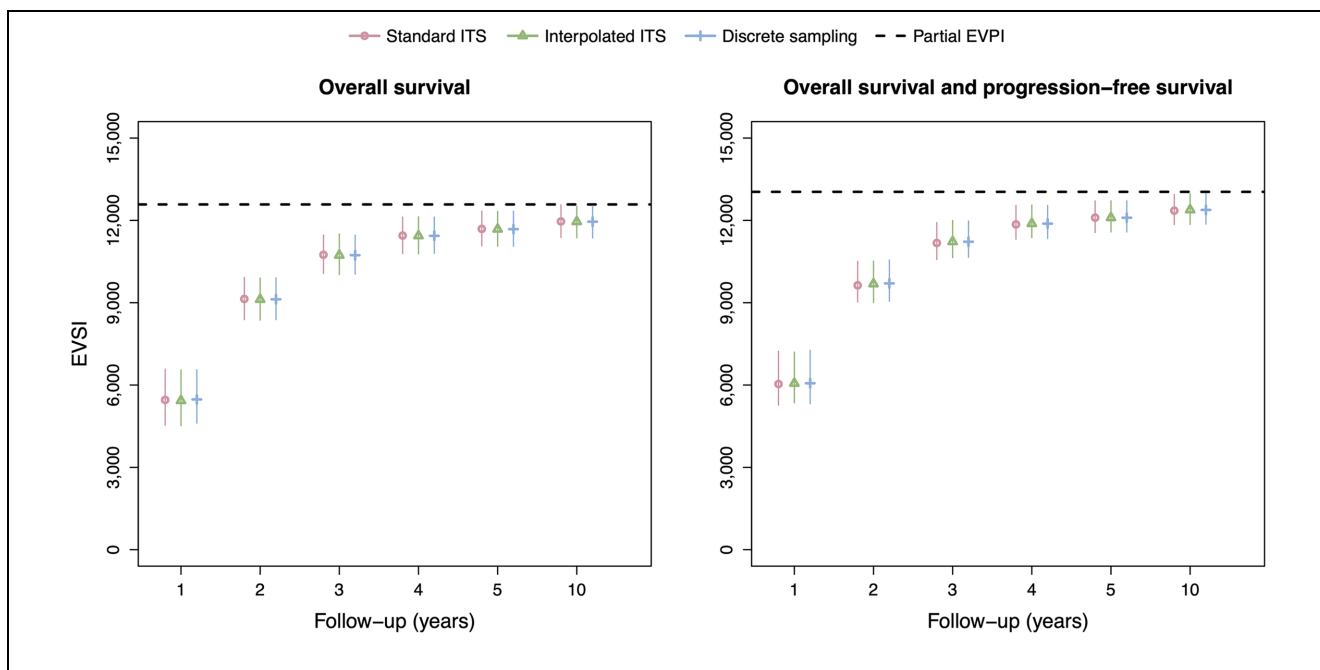 Standard ITS Interpolated ITS Discrete sampling Partial EVPI
Overall survival
EVSI
15,000
12,000
9,000
6,000
3,000
0
1 2 3 4 5 10
Follow−up (years)
Overall survival and progression−free survival
15,000
12,000
9,000
6,000
3,000
0
1 2 3 4 5 10
Follow−up (years)